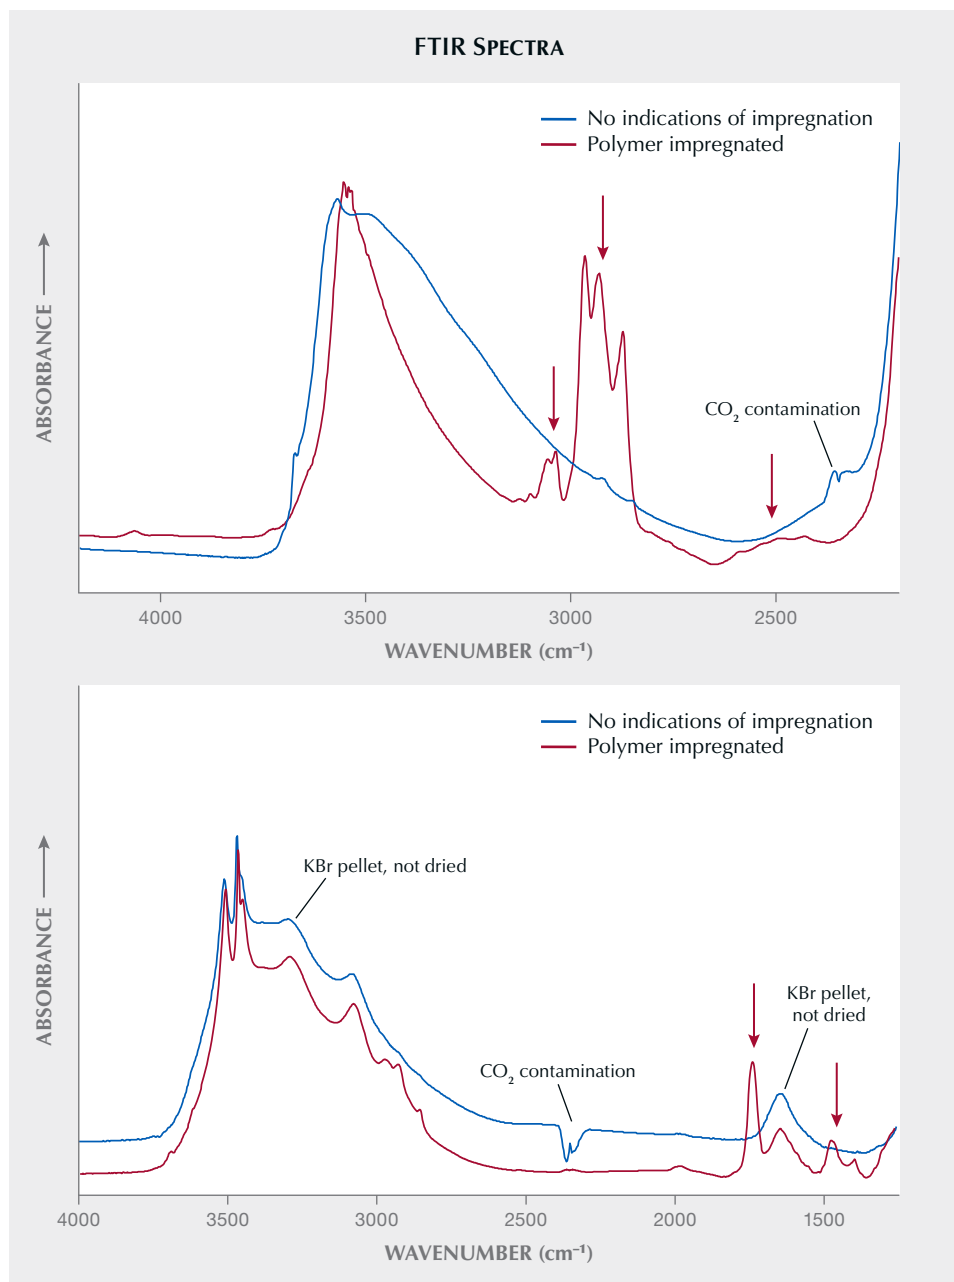 FTIR SPECTRA
No indications of impregnation
Polymer impregnated
ABSORBANCE
CO₂ contamination
4000 3500 3000 2500
WAVENUMBER (cm⁻¹)
No indications of impregnation
Polymer impregnated
ABSORBANCE
KBr pellet, not dried
KBr pellet,
not dried
CO₂ contamination
4000 3500 3000 2500 2000 1500
WAVENUMBER (cm⁻¹)